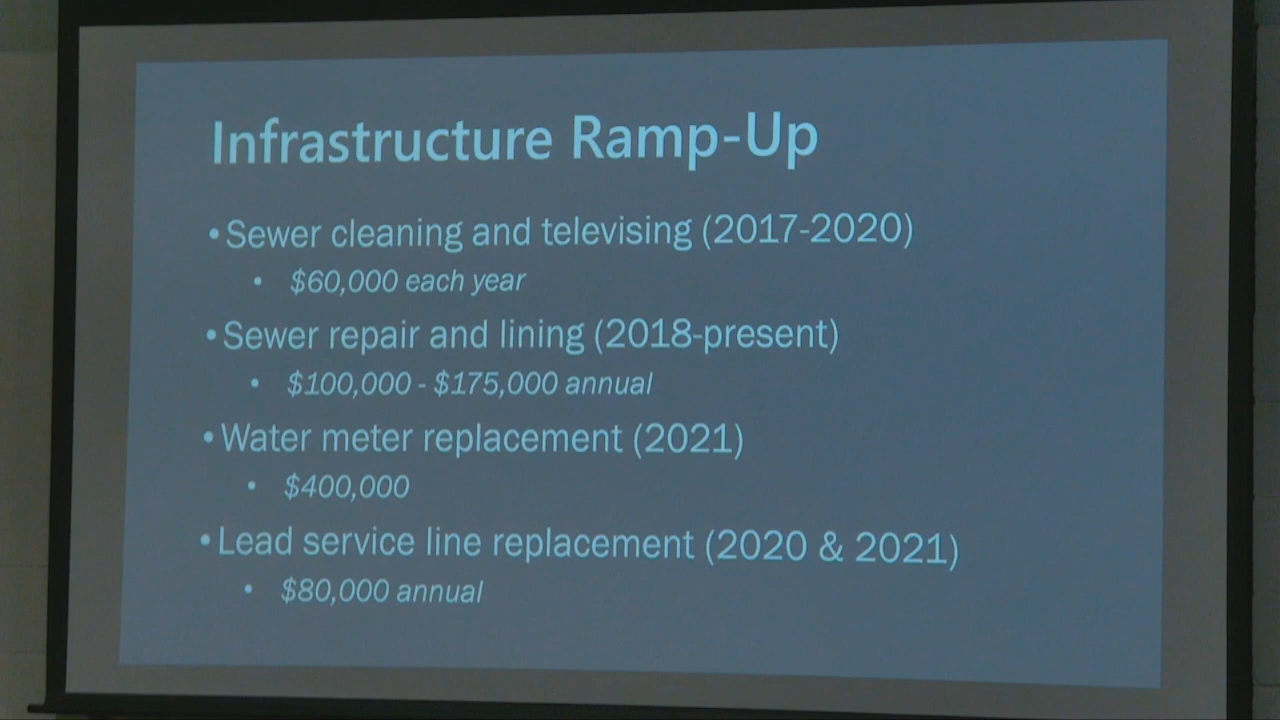 Infrastructure Ramp-Up
• Sewer cleaning and televising (2017-2020)
• $60,000 each year
• Sewer repair and lining (2018-present)
• $100,000 - $175,000 annual
• Water meter replacement (2021)
• $400,000
• Lead service line replacement (2020 & 2021)
• $80,000 annual